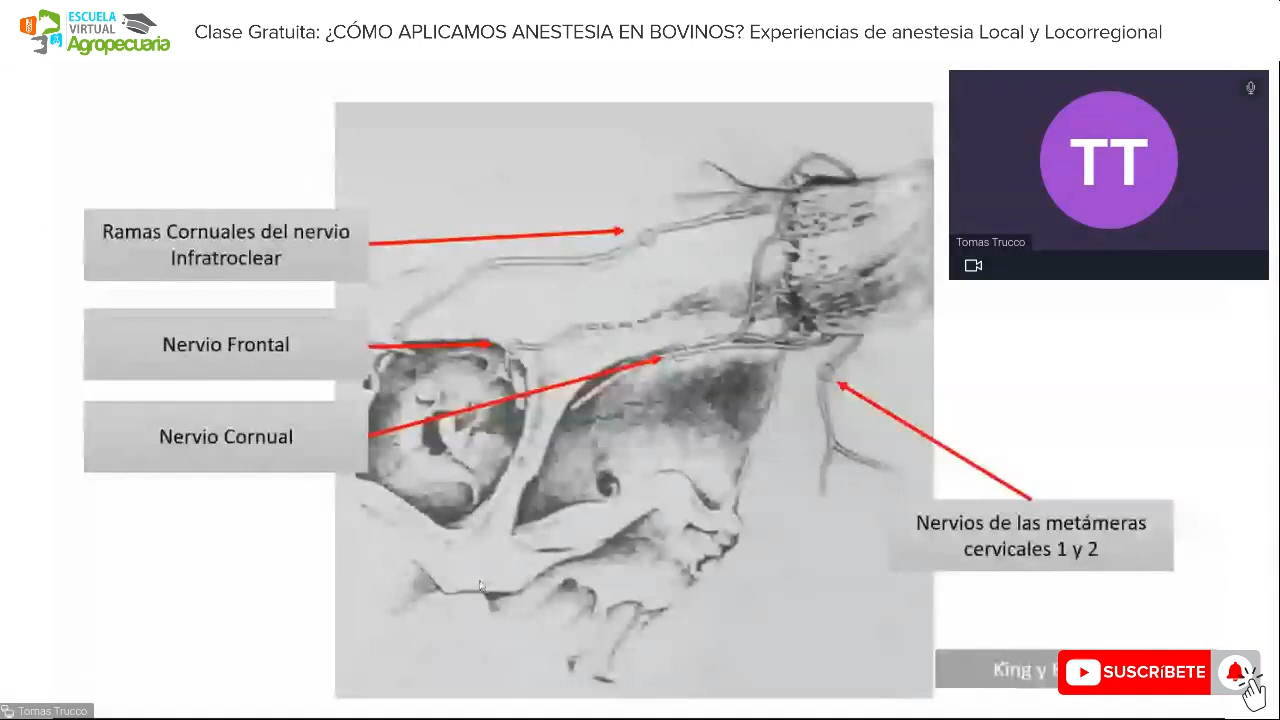 ESCUELA
VIRTUAL
Agropecuaria
Clase Gratuita: ¿CÓMO APLICAMOS ANESTESIA EN BOVINOS? Experiencias de anestesia Local y Locorregional
TT
Tomas Trucco
Ramas Cornuales del nervio
Infratroclear
Nervio Frontal
Nervio Cornual
Nervios de las metámeras
cervicales 1 y 2
King y
SUSCRíBETE
Tomas Trucco